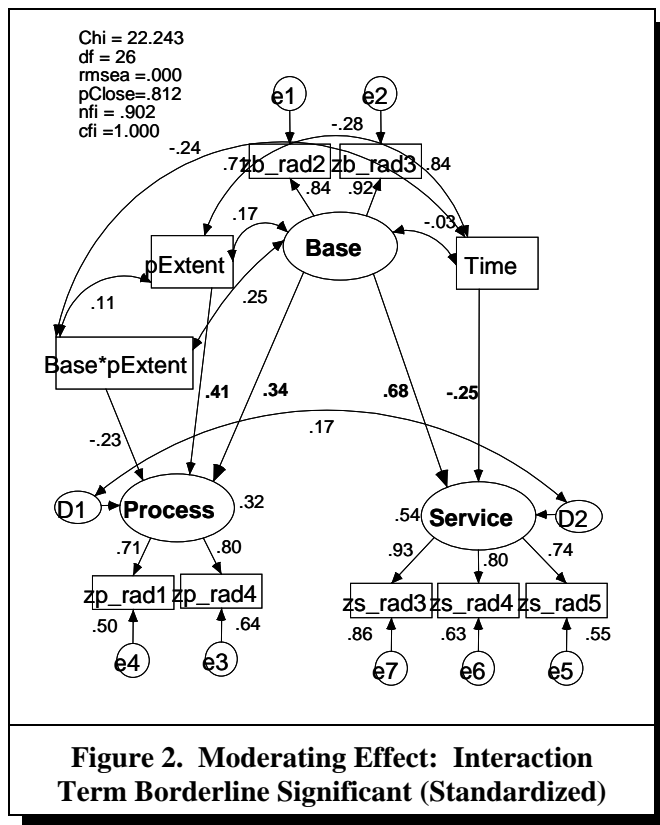 Chi = 22.243
df = 26
rmsea =.000
pClose=.812
nfi = .902
cfi =1.000
e1
e2
-.28
-.24
.71
zb_rad2
zb_rad3
.84
.84
.92
.17
-.03
Base
pExtent
Time
.11
.25
Base*pExtent
.41
.34
.68
-.25
-.23
.17
D1
Process
.32
.54
Service
D2
.71
.80
.93
.80
.74
zp_rad1
zp_rad4
zs_rad3
zs_rad4
zs_rad5
.50
.64
.86
.63
.55
e4
e3
e7
e6
e5
Figure 2. Moderating Effect: Interaction
Term Borderline Significant (Standardized)